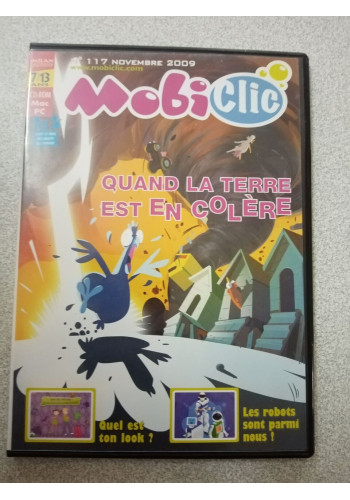 N° 117 NOVEMBRE 2009
www.mobiclic.com
MobiClic
7/13
CD-ROM
Mac
PC
QUAND LA TERRE
EST EN COLÈRE
Quel est
ton look ?
Les robots
sont parmi
nous !